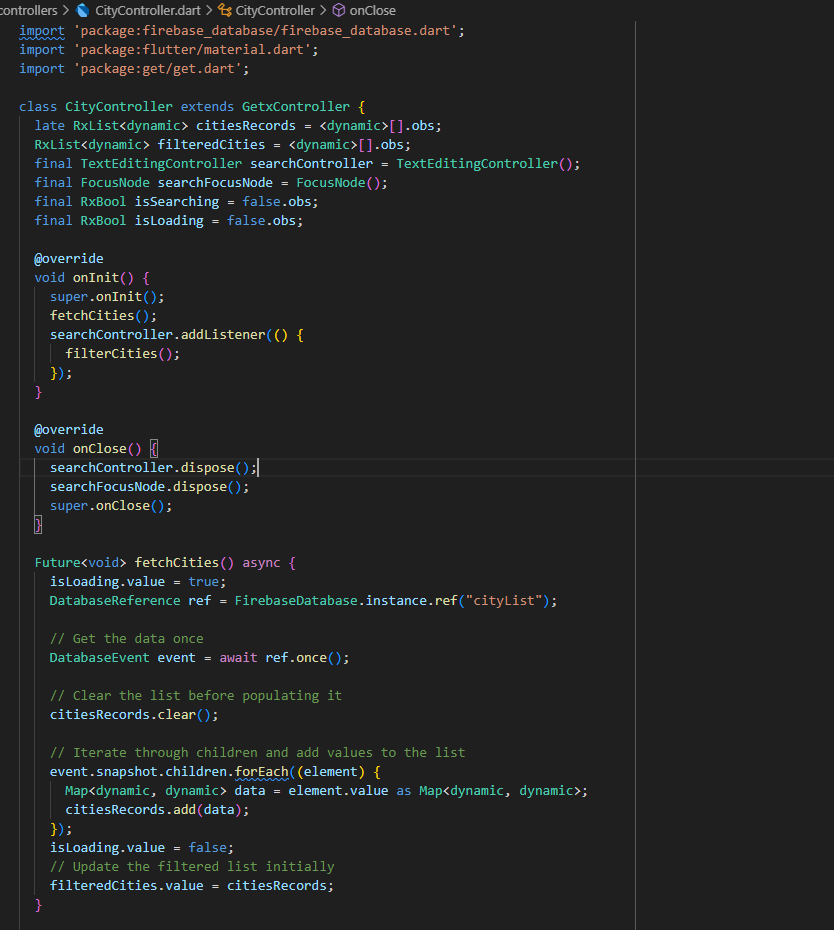 controllers > CityController.dart > CityController > onClose
import 'package:firebase_database/firebase_database.dart';
import 'package:flutter/material.dart';
import 'package:get/get.dart';

class CityController extends GetxController {
  late RxList<dynamic> citiesRecords = <dynamic>[].obs;
  RxList<dynamic> filteredCities = <dynamic>[].obs;
  final TextEditingController searchController = TextEditingController();
  final FocusNode searchFocusNode = FocusNode();
  final RxBool isSearching = false.obs;
  final RxBool isLoading = false.obs;

  @override
  void onInit() {
    super.onInit();
    fetchCities();
    searchController.addListener(() {
      filterCities();
    });
  }

  @override
  void onClose() {
    searchController.dispose();
    searchFocusNode.dispose();
    super.onClose();
  }

  Future<void> fetchCities() async {
    isLoading.value = true;
    DatabaseReference ref = FirebaseDatabase.instance.ref("cityList");

    // Get the data once
    DatabaseEvent event = await ref.once();

    // Clear the list before populating it
    citiesRecords.clear();

    // Iterate through children and add values to the list
    event.snapshot.children.forEach((element) {
      Map<dynamic, dynamic> data = element.value as Map<dynamic, dynamic>;
      citiesRecords.add(data);
    });
    isLoading.value = false;
    // Update the filtered list initially
    filteredCities.value = citiesRecords;
  }